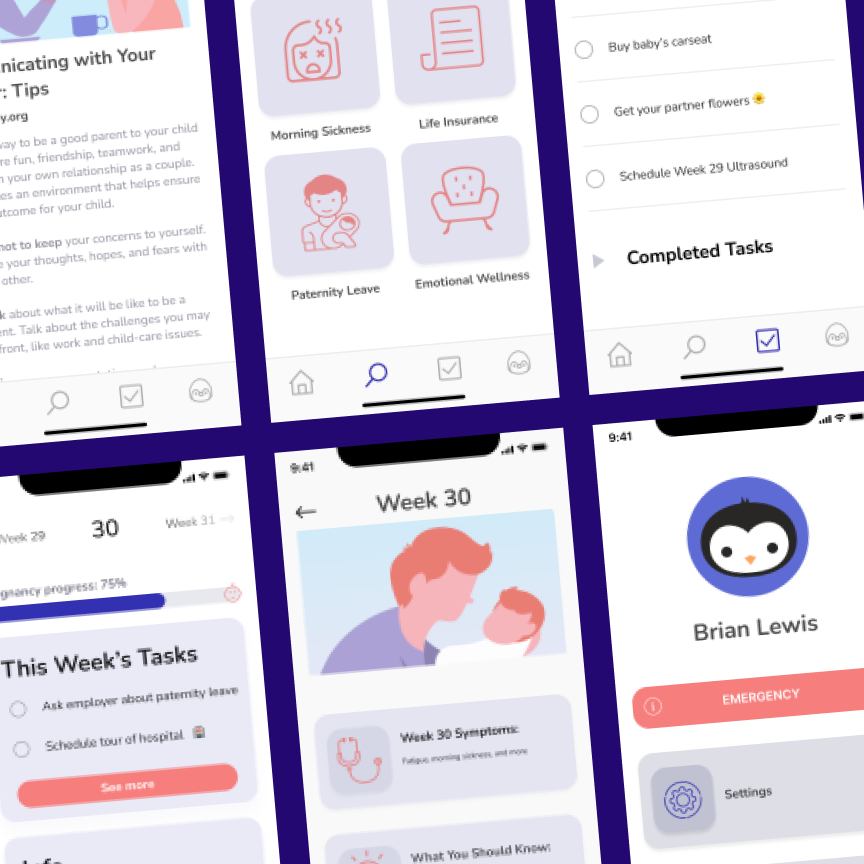 nicating with Your
r: Tips
y.org
way to be a good parent to your child
re fun, friendship, teamwork, and
n your own relationship as a couple.
es an environment that helps ensure
utcome for your child.
not to keep your concerns to yourself.
e your thoughts, hopes, and fears with
other.
k about what it will be like to be a
ent. Talk about the challenges you may
front, like work and child-care issues.
Morning Sickness
Life Insurance
Paternity Leave
Emotional Wellness
Buy baby's carseat
Get your partner flowers 🌼
Schedule Week 29 Ultrasound
Completed Tasks
Week 29
30
Week 31 →
gnancy progress: 75%
This Week's Tasks
Ask employer about paternity leave
Schedule tour of hospital 🏥
See more
Info
9:41
← Week 30
Week 30 Symptoms:
Fatigue, morning sickness, and more
What You Should Know:
9:41
Brian Lewis
EMERGENCY
Settings